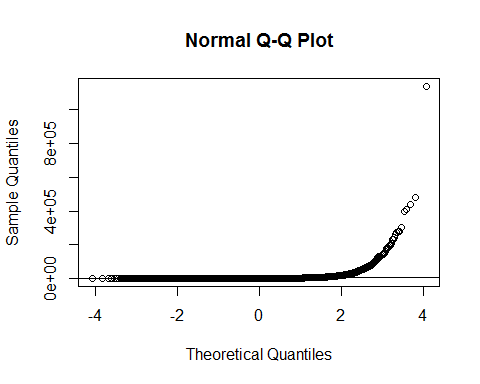 Normal Q-Q Plot
Sample Quantiles
8e+05
4e+05
0e+00
-4 -2 0 2 4
Theoretical Quantiles